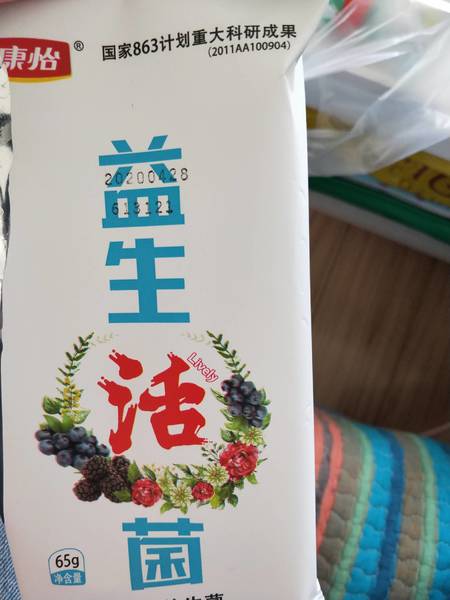 康怡®
国家863计划重大科研成果
(2011AA100904)
益
20200428
613121
生
活
Lively
菌
65g
净含量